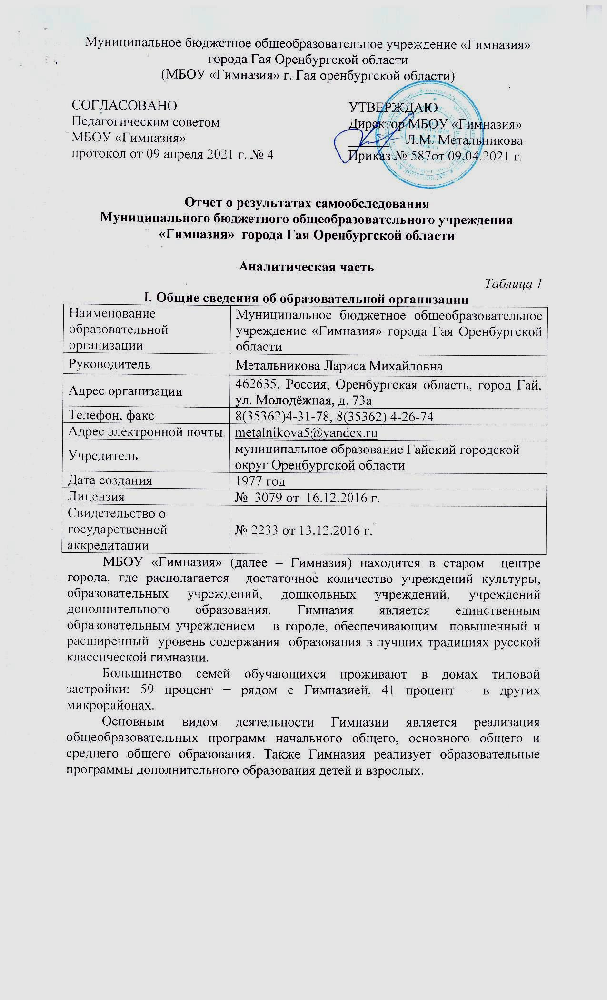 Муниципальное бюджетное общеобразовательное учреждение «Гимназия»
города Гая Оренбургской области
(МБОУ «Гимназия» г. Гая оренбургской области)
СОГЛАСОВАНО
Педагогическим советом
МБОУ «Гимназия»
протокол от 09 апреля 2021 г. № 4
УТВЕРЖДАЮ
Директор МБОУ «Гимназия»
______ Л.М. Метальникова
Приказ № 587от 09.04.2021 г.
Отчет о результатах самообследования
Муниципального бюджетного общеобразовательного учреждения
«Гимназия» города Гая Оренбургской области
Аналитическая часть
Таблица 1
I. Общие сведения об образовательной организации
Наименование
образовательной
организации
Муниципальное бюджетное общеобразовательное
учреждение «Гимназия» города Гая Оренбургской
области
Руководитель
Метальникова Лариса Михайловна
Адрес организации
462635, Россия, Оренбургская область, город Гай,
ул. Молодёжная, д. 73а
Телефон, факс
8(35362)4-31-78, 8(35362) 4-26-74
Адрес электронной почты
metalnikova5@yandex.ru
Учредитель
муниципальное образование Гайский городской
округ Оренбургской области
Дата создания
1977 год
Лицензия
№ 3079 от 16.12.2016 г.
Свидетельство о
государственной
аккредитации
№ 2233 от 13.12.2016 г.
МБОУ «Гимназия» (далее – Гимназия) находится в старом центре
города, где располагается достаточное количество учреждений культуры,
образовательных учреждений, дошкольных учреждений, учреждений
дополнительного образования. Гимназия является единственным
образовательным учреждением в городе, обеспечивающим повышенный и
расширенный уровень содержания образования в лучших традициях русской
классической гимназии.
Большинство семей обучающихся проживают в домах типовой
застройки: 59 процент − рядом с Гимназией, 41 процент − в других
микрорайонах.
Основным видом деятельности Гимназии является реализация
общеобразовательных программ начального общего, основного общего и
среднего общего образования. Также Гимназия реализует образовательные
программы дополнительного образования детей и взрослых.